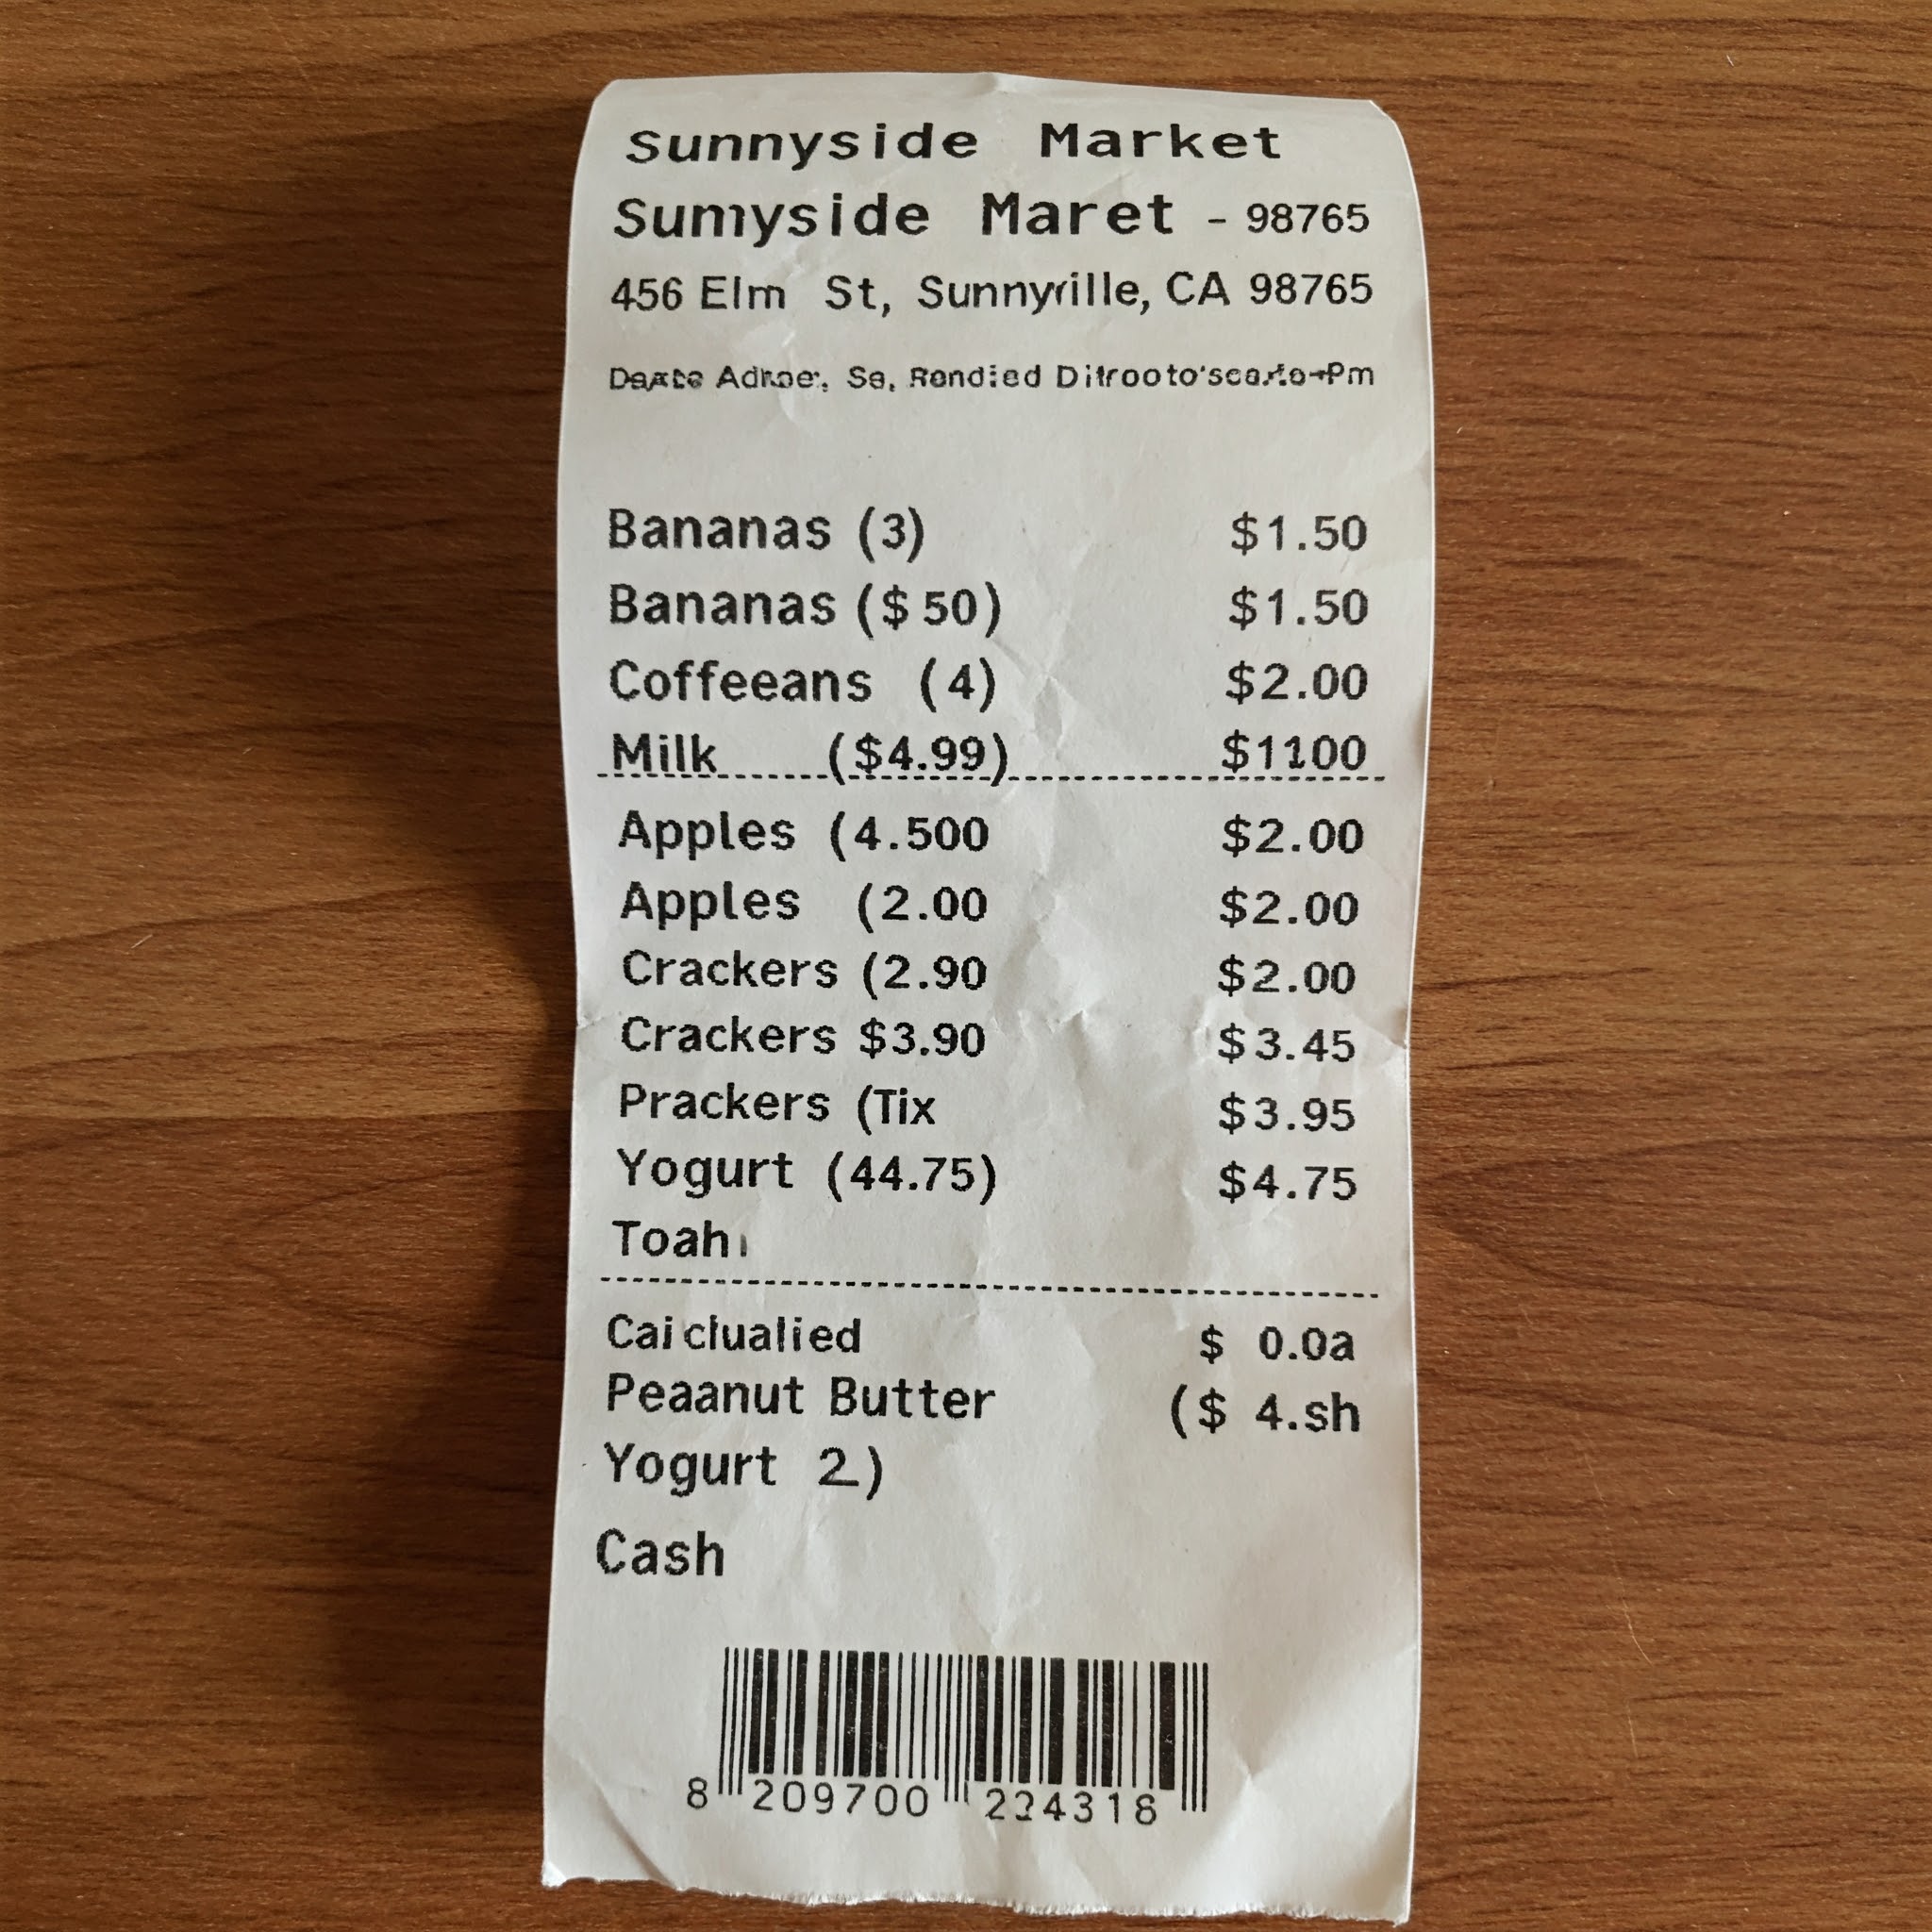 Sunnyside Market
Sumyside Maret - 98765
456 Elm St, Sunnyville, CA 98765
Bananas (3) $1.50
Bananas ($ 50) $1.50
Coffeeans (4) $2.00
Milk ($4.99) $1100
Apples (4.500 $2.00
Apples (2.00 $2.00
Crackers (2.90 $2.00
Crackers $3.90 $3.45
Prackers (Tix $3.95
Yogurt (44.75) $4.75
Toah
$ 0.0a
Peaanut Butter ($ 4.sh
Yogurt 2)
Cash
8 209700 224318